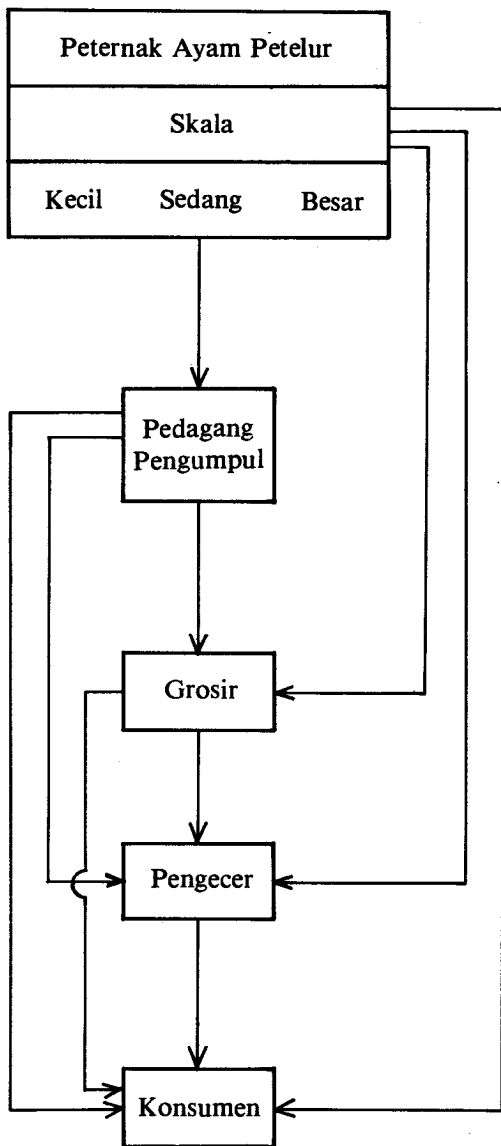 Peternak Ayam Petelur
Skala
Kecil Sedang Besar
Pedagang
Pengumpul
Grosir
Pengecer
Konsumen